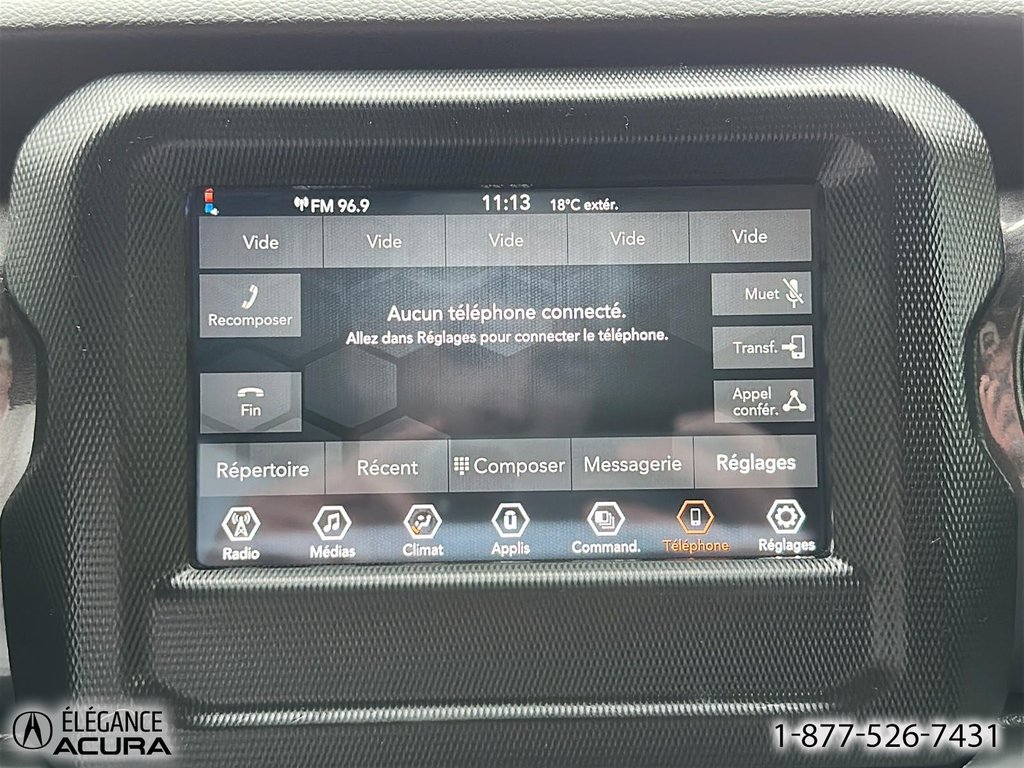 FM 96.9 11:13 18°C extér.
Vide Vide Vide Vide Vide
Recomposer
Aucun téléphone connecté.
Allez dans Réglages pour connecter le téléphone.
Muet
Transf.
Fin
Appel
confér.
Répertoire Récent Composer Messagerie Réglages
Radio Médias Climat Applis Command. Téléphone Réglages
ÉLÉGANCE
ACURA
1-877-526-7431